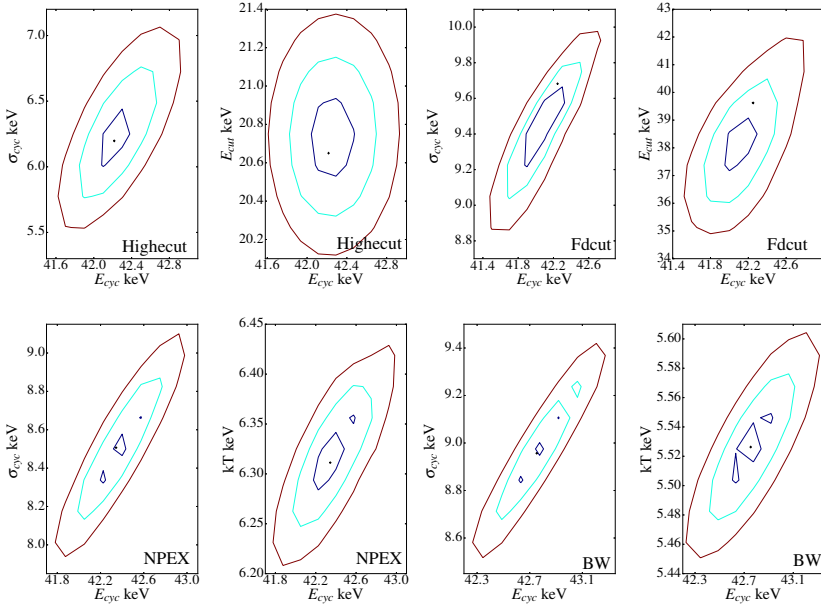 7.0
6.5
6.0
5.5
σcyc keV
41.6 42.0 42.4 42.8
Ecyc keV
Highecut
21.4
21.2
21.0
20.8
20.6
20.4
20.2
20.1
Ecut keV
41.6 42.0 42.4 42.8
Ecyc keV
Highecut
10.0
9.8
9.6
9.4
9.2
9.0
8.8
σcyc keV
41.4 41.8 42.2 42.6
Ecyc keV
Fdcut
43
42
41
40
39
38
37
36
35
34
Ecut keV
41.4 41.8 42.2 42.6
Ecyc keV
Fdcut
9.0
8.8
8.6
8.4
8.2
8.0
σcyc keV
41.8 42.2 42.6 43.0
Ecyc keV
NPEX
6.45
6.40
6.35
6.30
6.25
6.20
kT keV
41.8 42.2 42.6 43.0
Ecyc keV
NPEX
9.4
9.2
9.0
8.8
8.6
σcyc keV
42.3 42.7 43.1
Ecyc keV
BW
5.60
5.58
5.56
5.54
5.52
5.50
5.48
5.46
5.44
kT keV
42.3 42.7 43.1
Ecyc keV
BW